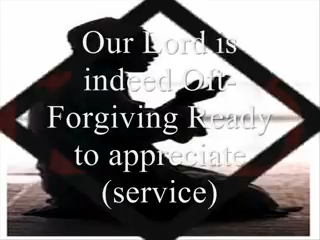 Our Lord is
indeed Oft-
Forgiving Ready
to appreciate
(service)